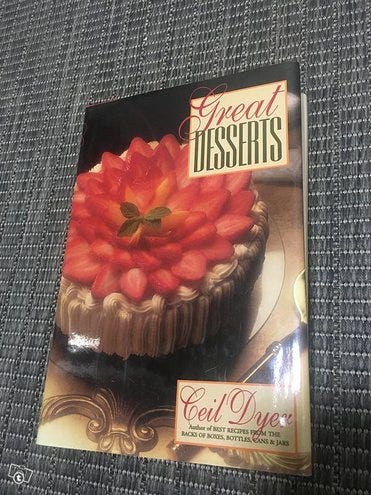 Great
DESSERTS
Ceil Dyer
Author of BEST RECIPES FROM THE
BACKS OF BOXES, BOTTLES, CANS & JARS